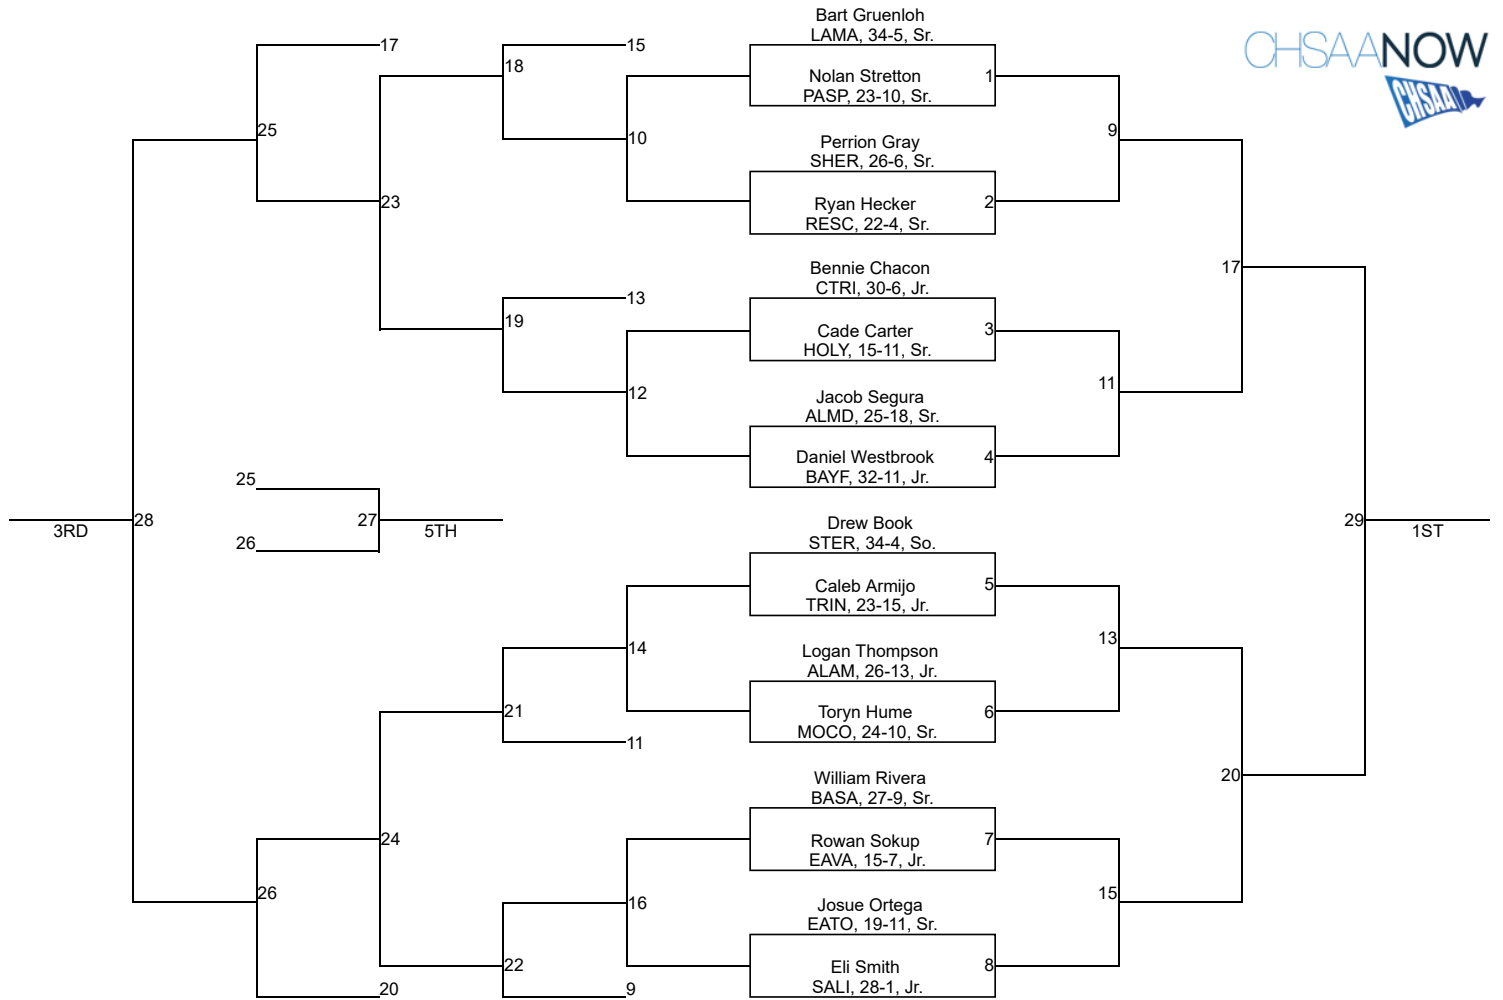 Bart Gruenloh
LAMA, 34-5, Sr.
CHSAANOW
CHSAA
17
15
18
Nolan Stretton
PASP, 23-10, Sr.
1
25
10
9
Perrion Gray
SHER, 26-6, Sr.
23
Ryan Hecker
RESC, 22-4, Sr.
2
Bennie Chacon
CTRI, 30-6, Jr.
17
13
19
Cade Carter
HOLY, 15-11, Sr.
3
12
11
Jacob Segura
ALMD, 25-18, Sr.
Daniel Westbrook
BAYF, 32-11, Jr.
4
25
28
3RD
27
5TH
26
29
1ST
Drew Book
STER, 34-4, So.
Caleb Armijo
TRIN, 23-15, Jr.
5
14
13
Logan Thompson
ALAM, 26-13, Jr.
21
Toryn Hume
MOCO, 24-10, Sr.
6
11
William Rivera
BASA, 27-9, Sr.
20
24
Rowan Sokup
EAVA, 15-7, Jr.
7
26
16
15
Josue Ortega
EATO, 19-11, Sr.
22
Eli Smith
SALI, 28-1, Jr.
8
20
9